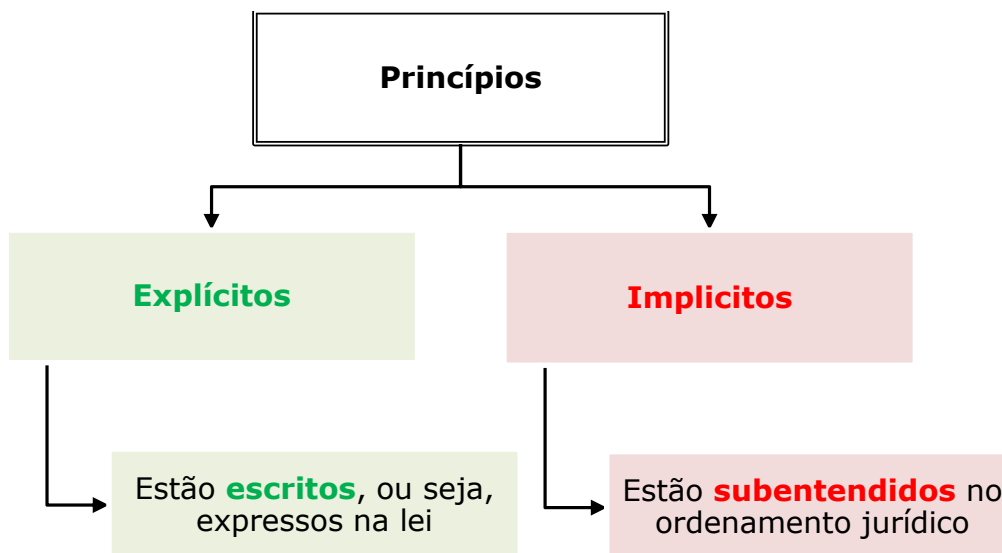 Princípios
Explícitos
Implicitos
Estão escritos, ou seja,
expressos na lei
Estão subentendidos no
ordenamento jurídico